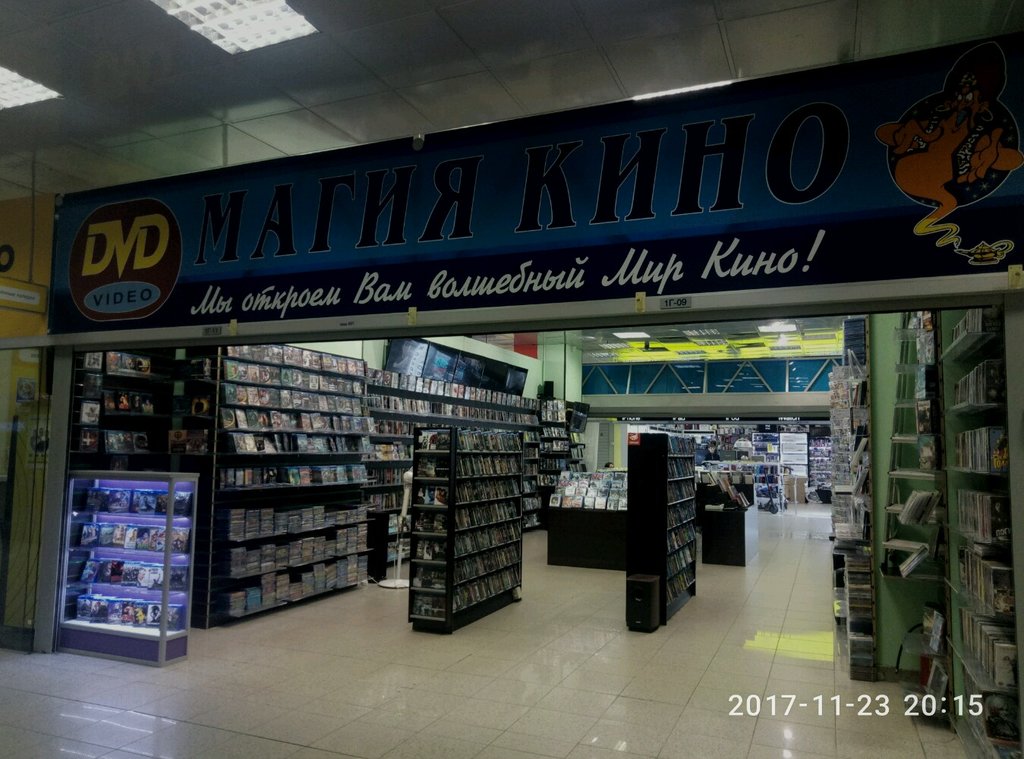 DVD
VIDEO
МАГИЯ КИНО
Мы откроем Вам волшебный Мир Кино!
1Г-09
2017-11-23 20:15